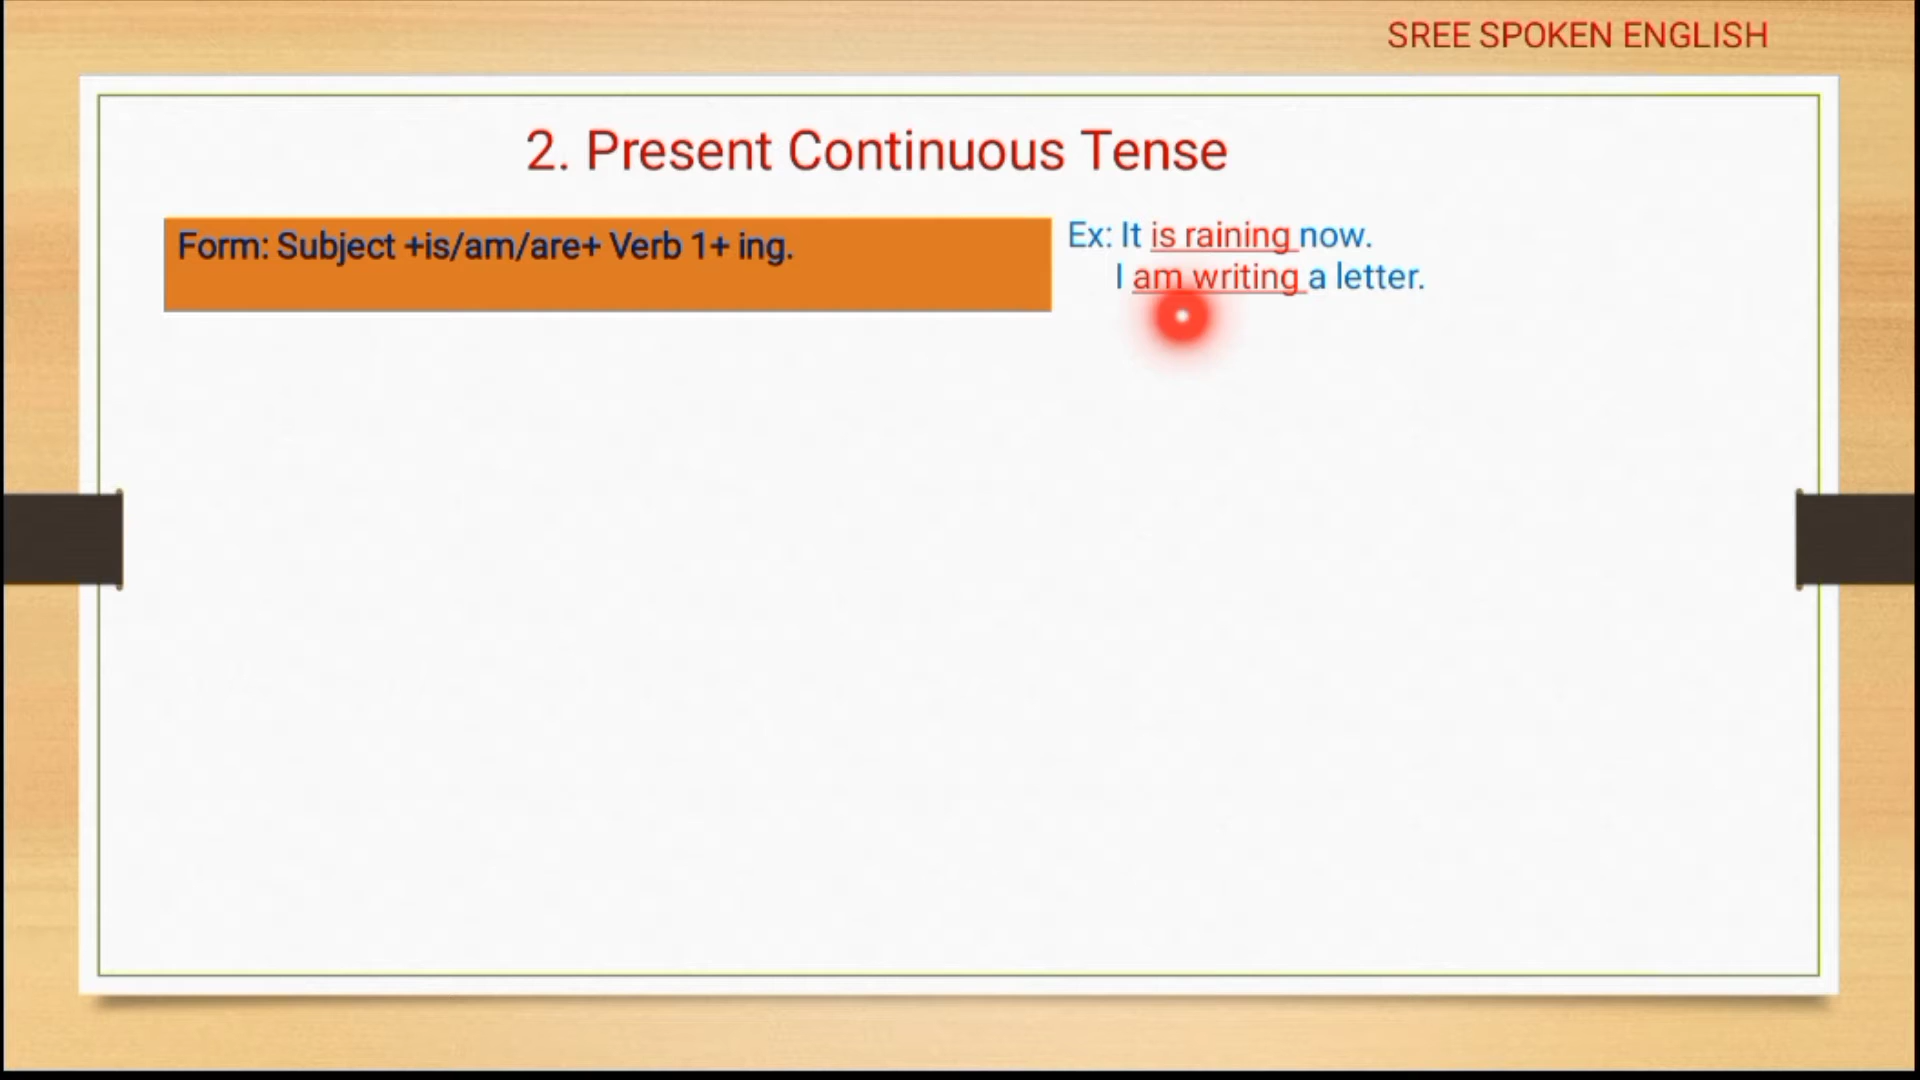 SREE SPOKEN ENGLISH
2. Present Continuous Tense
Form: Subject +is/am/are+ Verb 1+ ing.
Ex: It is raining now.
I am writing a letter.